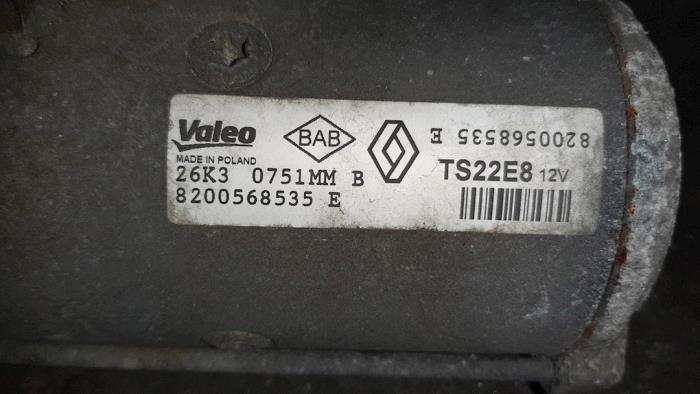 Valeo
MADE IN POLAND
BAB
26K3 0751MM B
8200568535 E
8200568535 E
TS22E8 12V